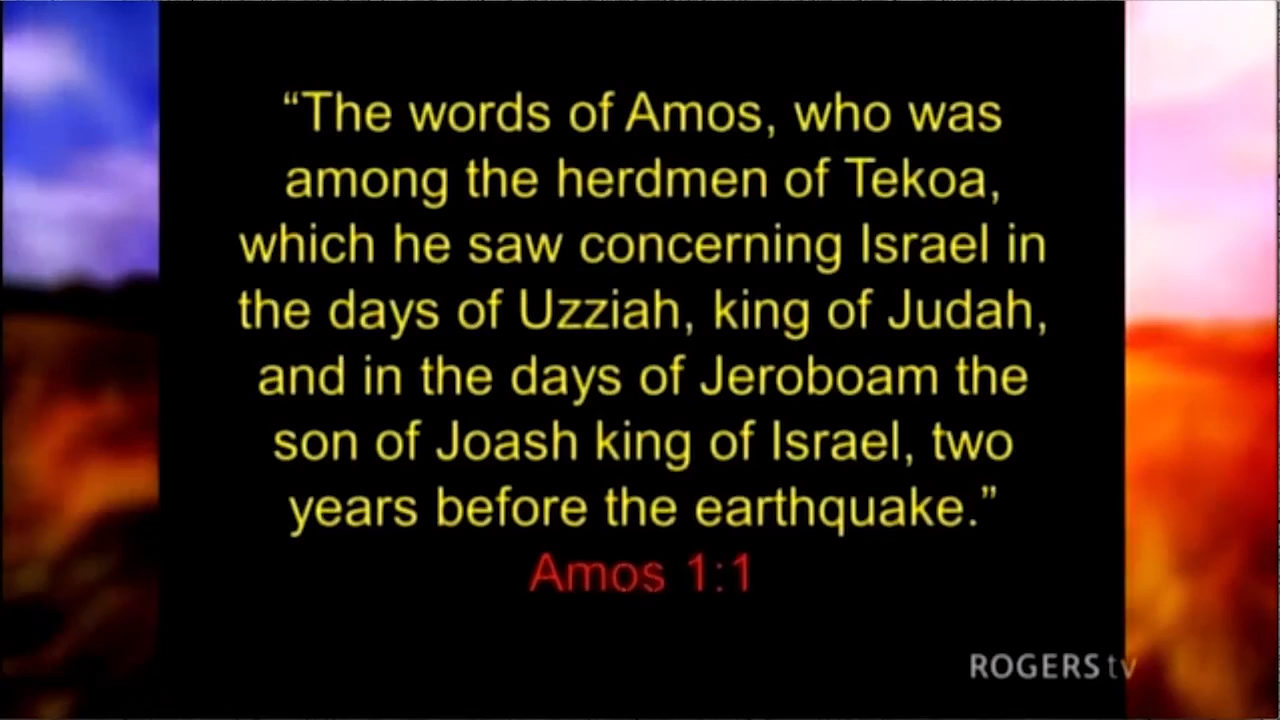 “The words of Amos, who was
among the herdmen of Tekoa,
which he saw concerning Israel in
the days of Uzziah, king of Judah,
and in the days of Jeroboam the
son of Joash king of Israel, two
years before the earthquake.”
Amos 1:1
ROGERS tv